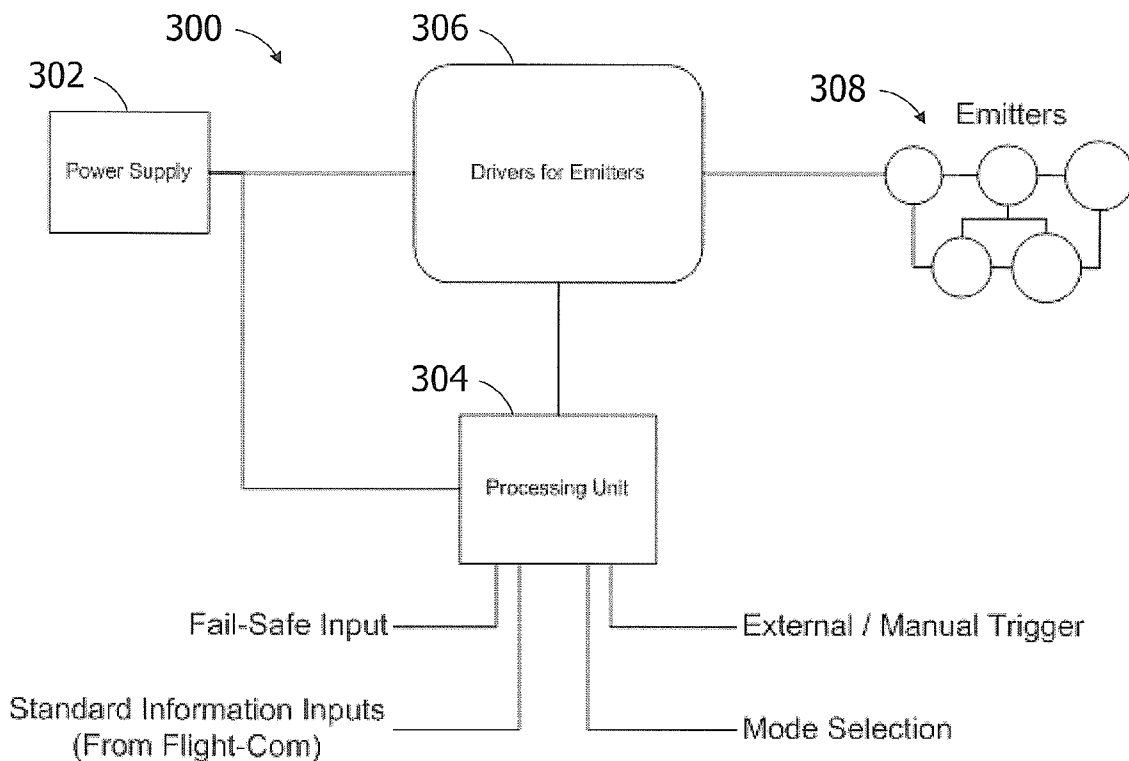 300
306
302
308
Emitters
Power Supply
Drivers for Emitters
304
Processing Unit
Fail-Safe Input
External / Manual Trigger
Standard Information Inputs
(From Flight-Com)
Mode Selection